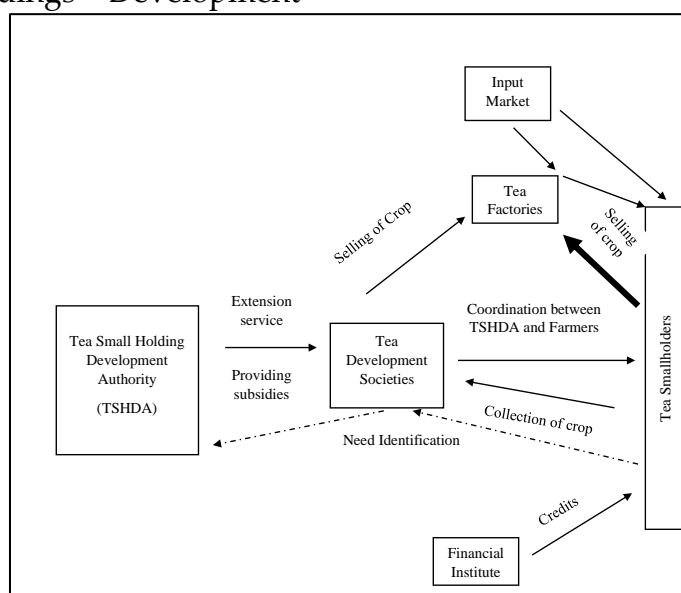 Development
Input
Market
Tea
Factories
Selling
of crop
Selling of Crop
Extension
service
Providing
subsidies
Tea Small Holding
Development
Authority
(TSHDA)
Tea
Development
Societies
Coordination between
TSHDA and Farmers
Tea Smallholders
Collection of crop
Need Identification
Credits
Financial
Institute